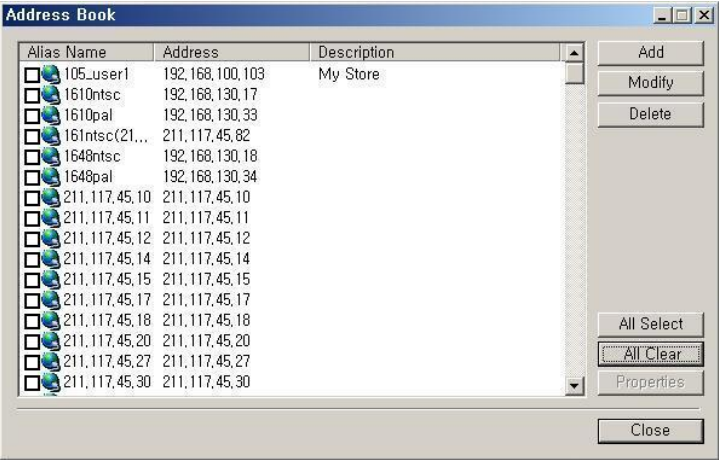 Address Book
Alias Name Address Description
105_user1 192,168,100,103 My Store
1610ntsc 192,168,130,17
1610pal 192,168,130,33
161ntsc(21,,, 211,117,45,82
1648ntsc 192,168,130,18
1648pal 192,168,130,34
211,117,45,10 211,117,45,10
211,117,45,11 211,117,45,11
211,117,45,12 211,117,45,12
211,117,45,14 211,117,45,14
211,117,45,15 211,117,45,15
211,117,45,17 211,117,45,17
211,117,45,18 211,117,45,18
211,117,45,20 211,117,45,20
211,117,45,27 211,117,45,27
211,117,45,30 211,117,45,30
Add
Modify
Delete
All Select
All Clear
Properties
Close